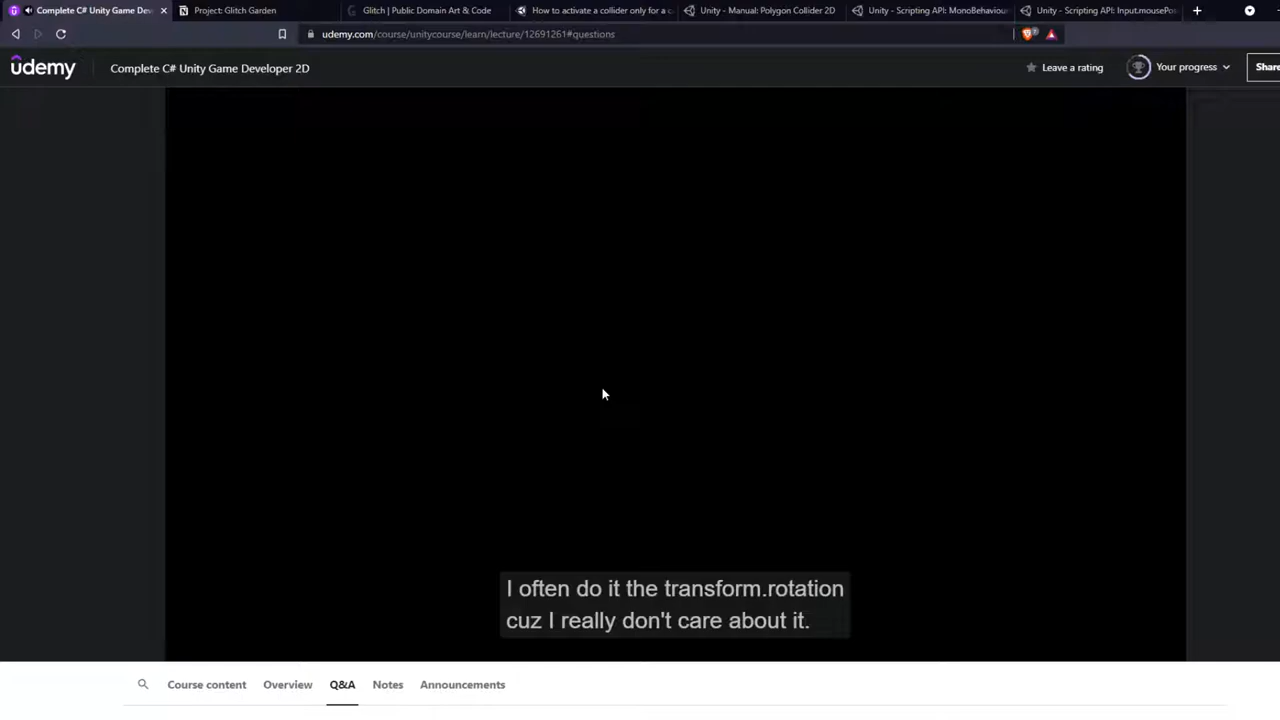 Complete C# Unity Game Dev
Project: Glitch Garden
Glitch | Public Domain Art & Code
How to activate a collider only for a c
Unity - Manual: Polygon Collider 2D
Unity - Scripting API: MonoBehaviour
Unity - Scripting API: Input.mousePos
udemy.com/course/unitycourse/learn/lecture/12691261#questions
udemy
Complete C# Unity Game Developer 2D
Leave a rating
Your progress
Share
I often do it the transform.rotation
cuz I really don't care about it.
Course content
Overview
Q&A
Notes
Announcements